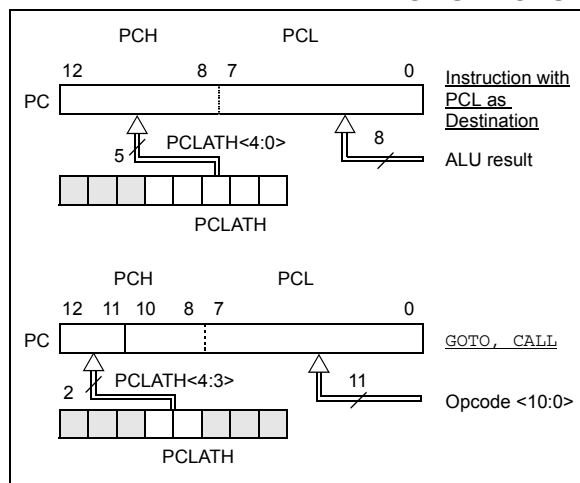 PCH PCL
12 8 7 0
PC
Instruction with
PCL as
Destination
5 PCLATH<4:0> 8
ALU result
PCLATH
PCH PCL
12 11 10 8 7 0
PC
GOTO, CALL
2 PCLATH<4:3> 11
Opcode <10:0>
PCLATH